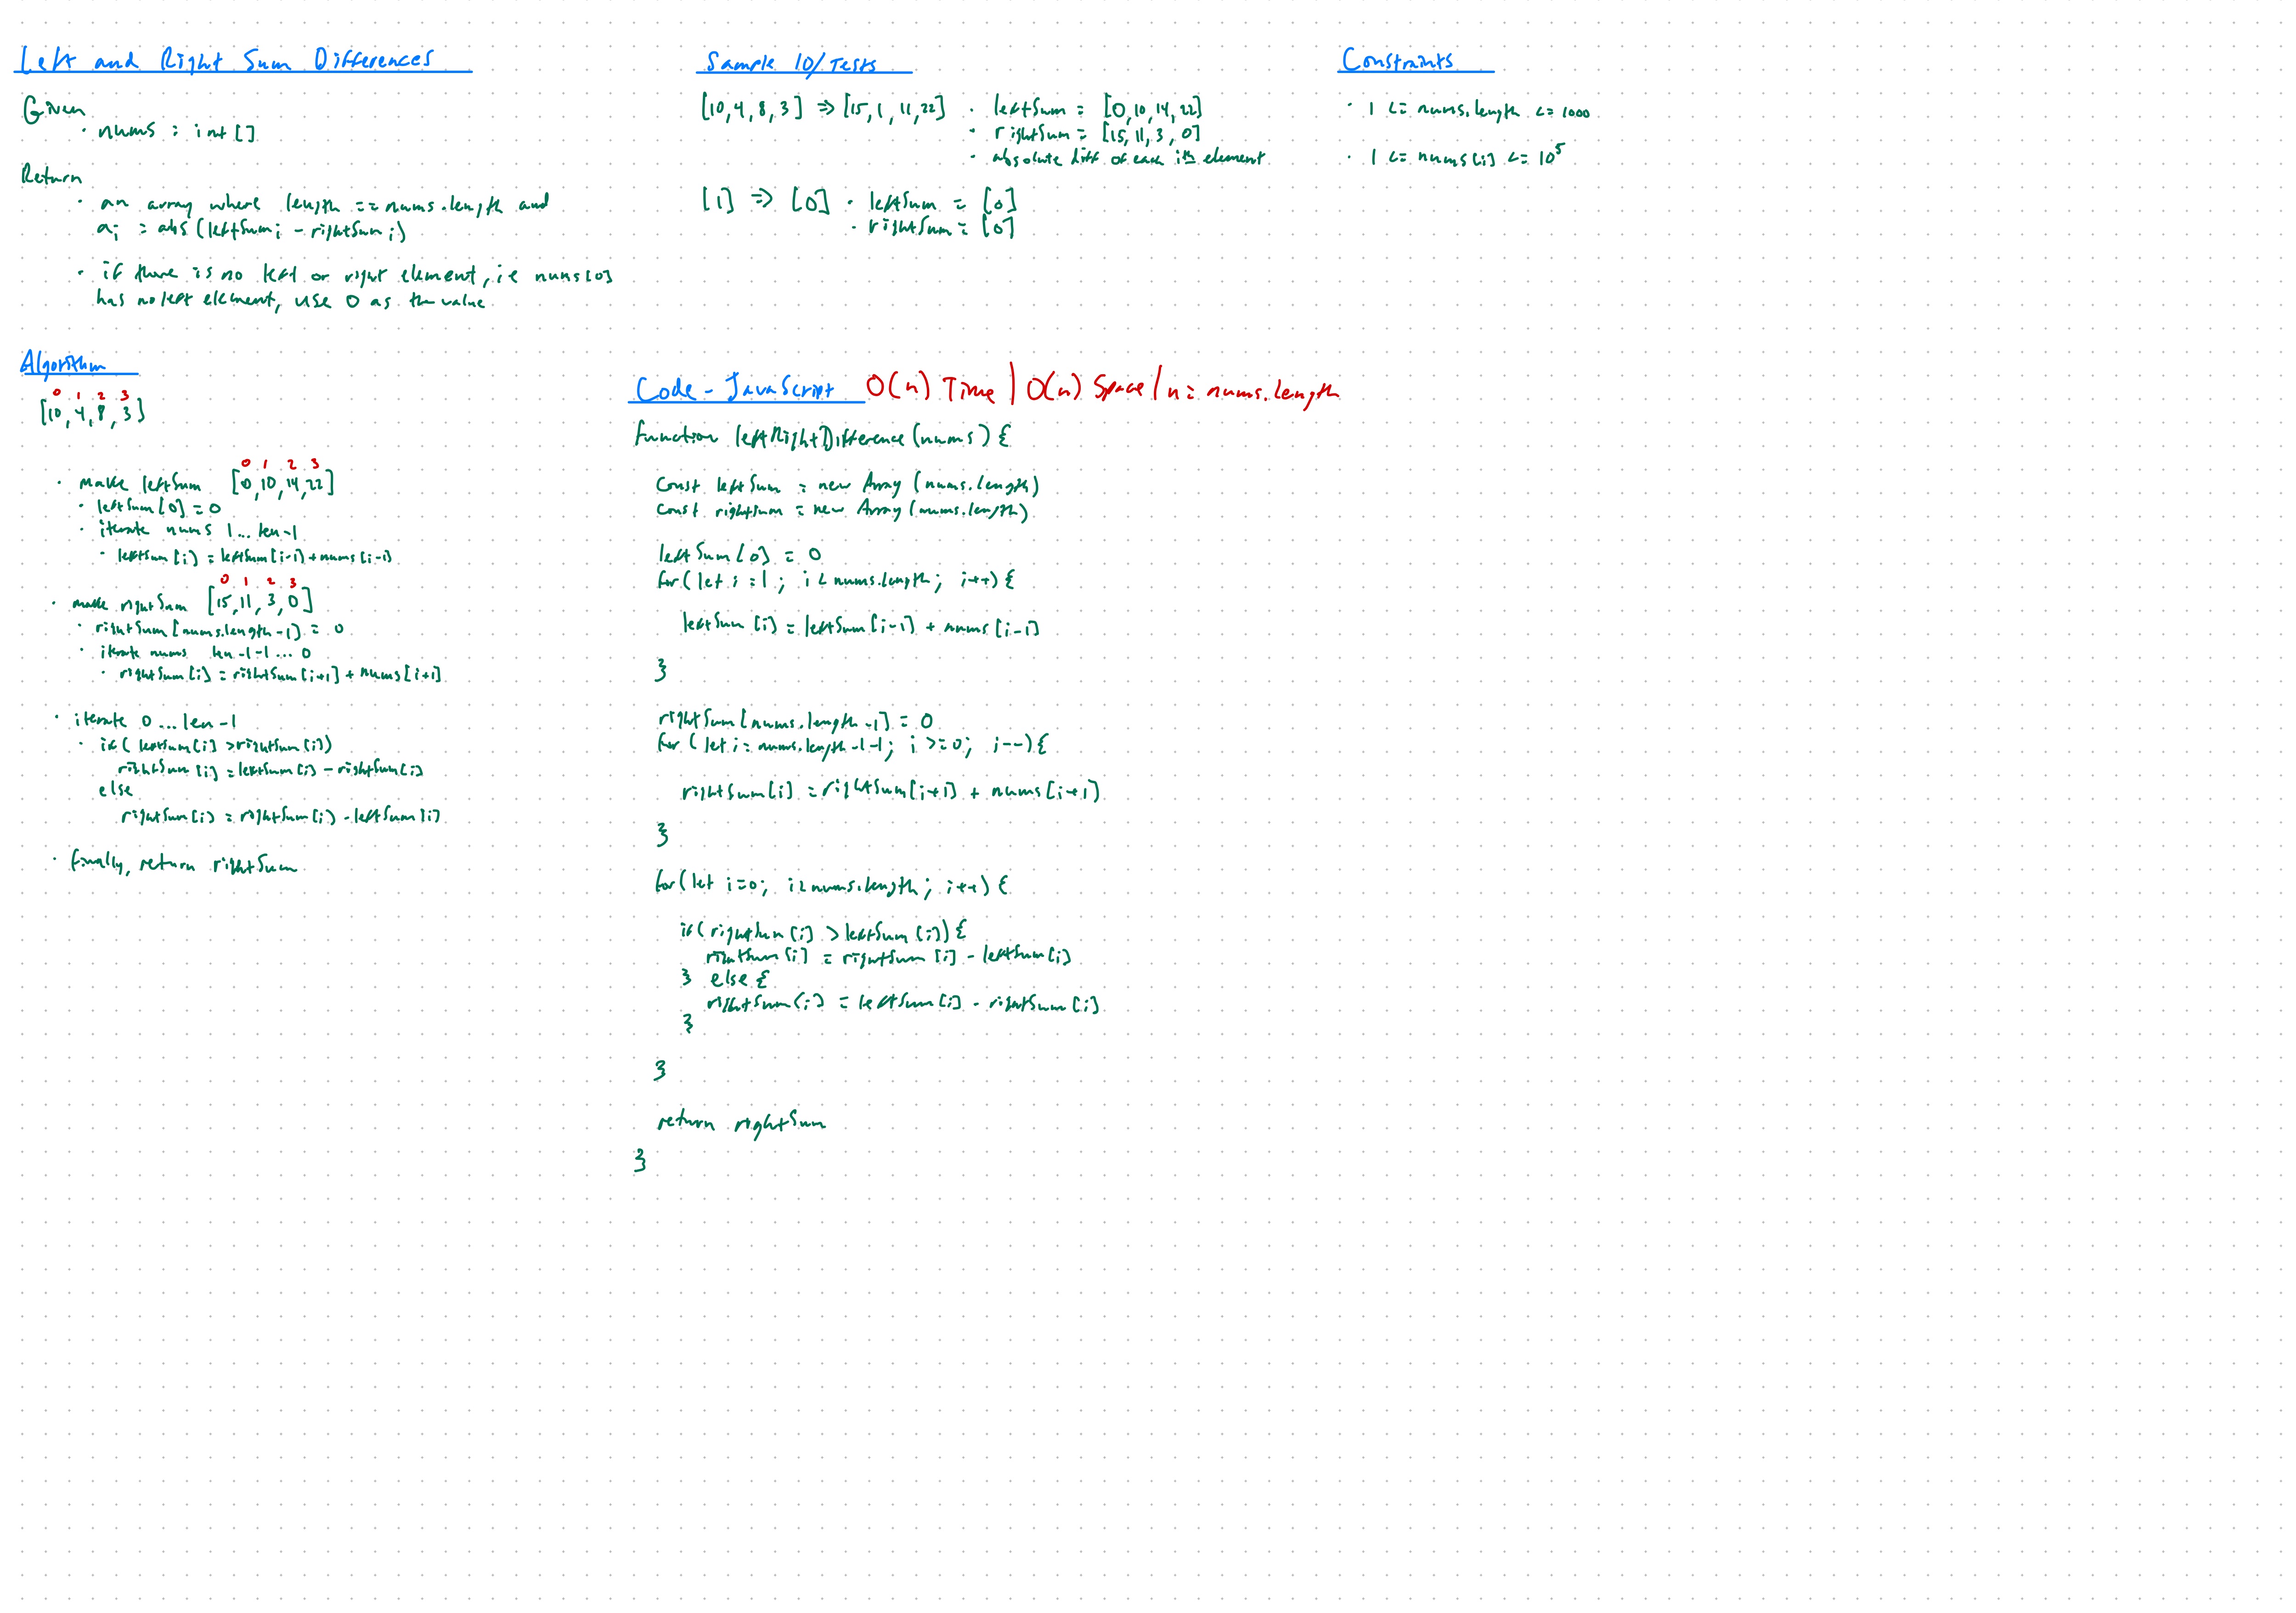 Left and Right Sum Differences
Given
· nums : int[]
Return
· an array where length == nums.length and
ai = abs(leftSum i - rightSum i)
· if there is no left or right element, ie nums[0]
has no left element, use 0 as the value
Sample IO/Tests
[10,4,8,3] => [15,1,11,22] · leftSum = [0,10,14,22]
· rightSum = [15,11,3,0]
· absolute diff of each ith element
[1] => [0] · leftSum = [0]
· rightSum = [0]
Constraints
· 1 <= nums.length <= 1000
· 1 <= nums[i] <= 10^5
Algorithm
0 1 2 3
[10,4,8,3]
0 1 2 3
· make leftSum [0,10,14,22]
· leftSum[0] = 0
· iterate nums 1...len-1
· leftSum[i] = leftSum[i-1]+nums[i-1]
0 1 2 3
· make rightSum [15,11,3,0]
· rightSum[nums.length-1] = 0
· iterate nums len-1-1...0
· rightSum[i] = rightSum[i+1]+nums[i+1]
· iterate 0...len-1
· if( leftSum[i] > rightSum[i])
rightSum[i] = leftSum[i] - rightSum[i]
else
rightSum[i] = rightSum[i] - leftSum[i]
· finally, return rightSum
Code - JavaScript O(n) Time | O(n) Space / n = nums.length
function leftRightDifference(nums) {
const leftSum = new Array(nums.length)
const rightSum = new Array(nums.length)
leftSum[0] = 0
for( let i = 1; i < nums.length; i++) {
leftSum[i] = leftSum[i-1] + nums[i-1]
}
rightSum[nums.length-1] = 0
for( let i = nums.length-1-1; i >= 0; i--) {
rightSum[i] = rightSum[i+1] + nums[i+1]
}
for( let i=0; i < nums.length; i++) {
if( rightSum[i] > leftSum[i]) {
rightSum[i] = rightSum[i] - leftSum[i]
} else {
rightSum[i] = leftSum[i] - rightSum[i]
}
}
return rightSum
}